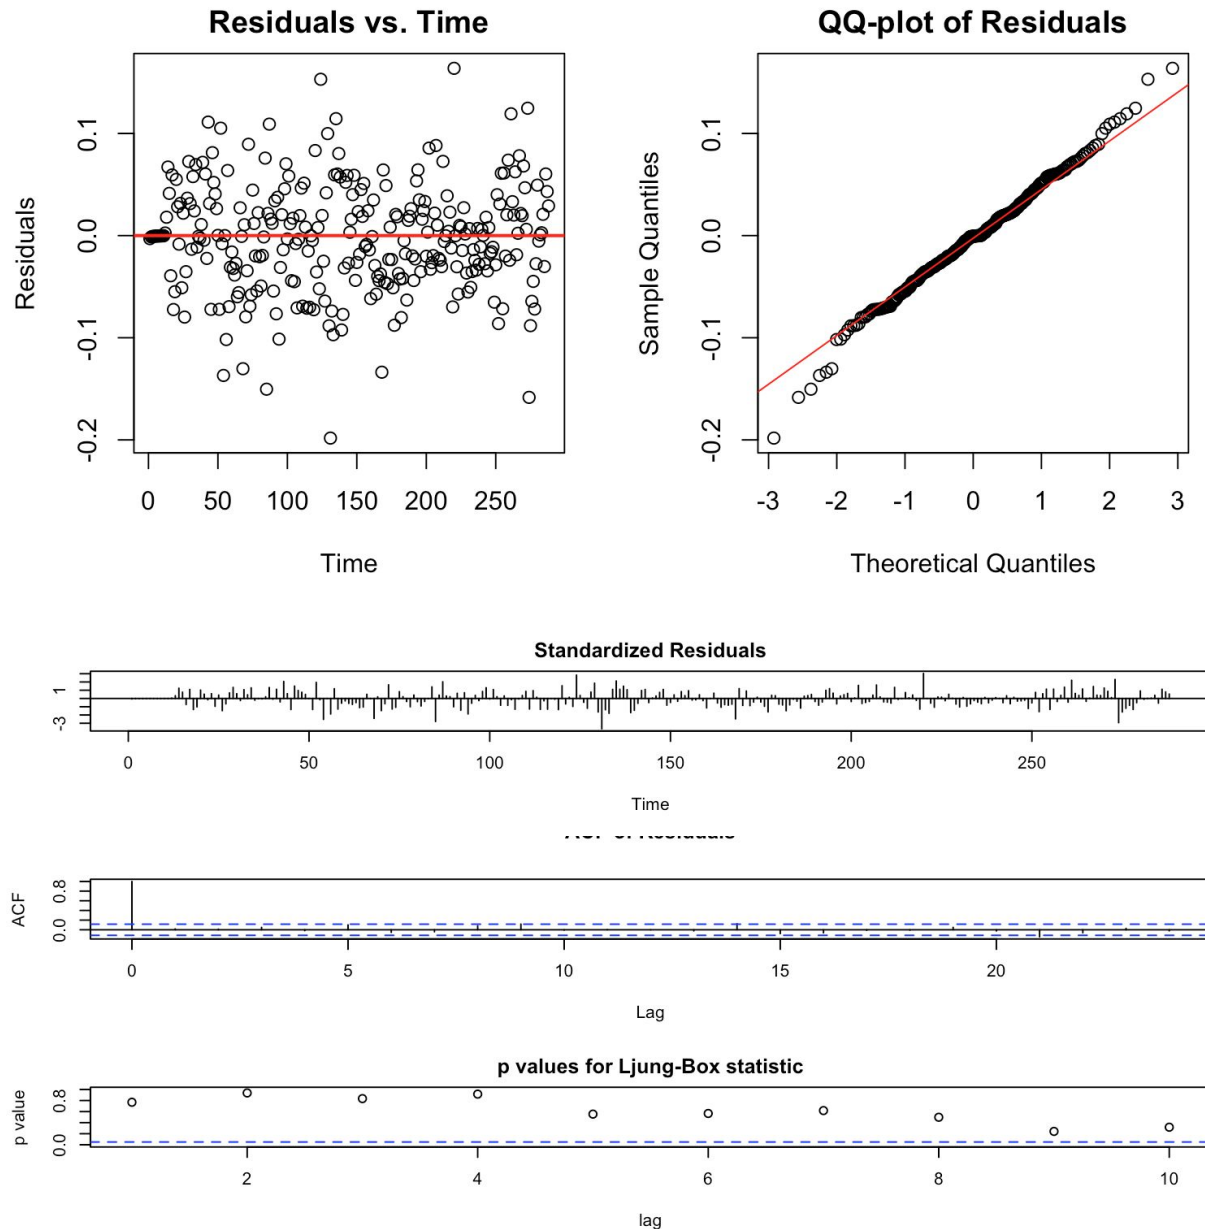 Residuals vs. Time
Residuals
0.1
0.0
-0.1
-0.2
0 50 100 150 200 250
Time
QQ-plot of Residuals
Sample Quantiles
0.1
0.0
-0.1
-0.2
-3 -2 -1 0 1 2 3
Theoretical Quantiles
Standardized Residuals
1
-3
0 50 100 150 200 250
Time
ACF of Residuals
ACF
0.8
0.0
0 5 10 15 20
Lag
p values for Ljung-Box statistic
p value
0.8
0.0
2 4 6 8 10
lag